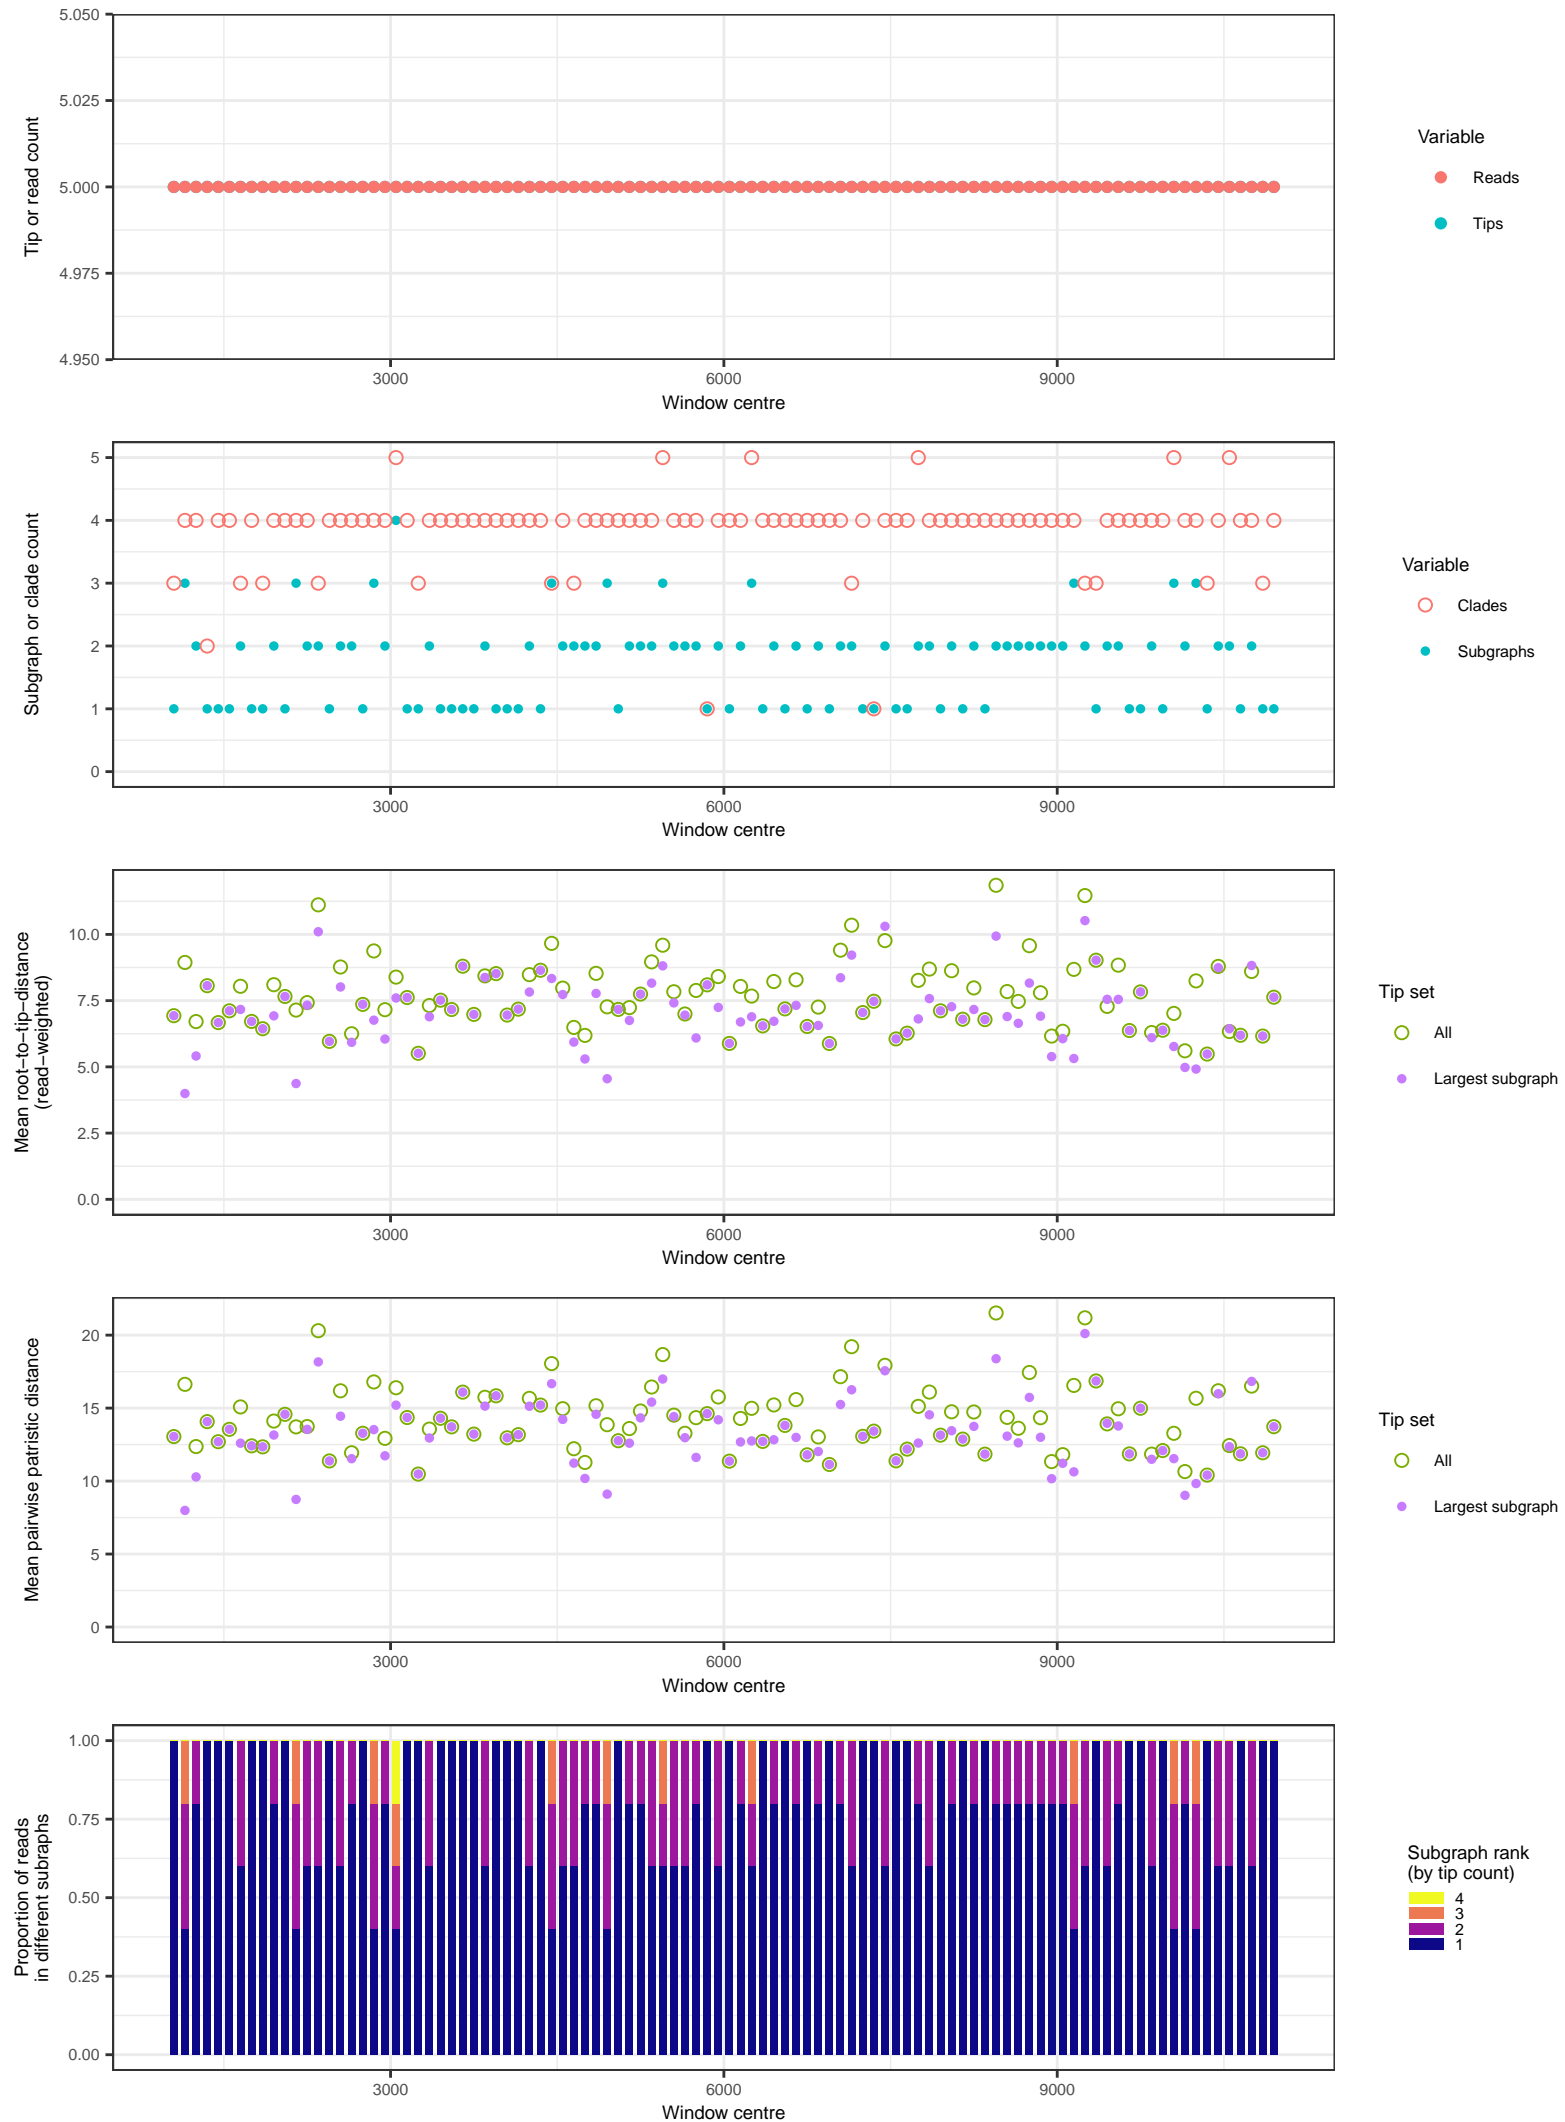 5.050
5.025
5.000
4.975
4.950
Tip or read count
3000
6000
9000
Window centre
Variable
Reads
Tips
5
4
3
2
1
0
Subgraph or clade count
3000
6000
9000
Window centre
Variable
Clades
Subgraphs
10.0
7.5
5.0
2.5
0.0
Mean root−to−tip−distance
(read−weighted)
3000
6000
9000
Window centre
Tip set
All
Largest subgraph
20
15
10
5
0
Mean pairwise patristic distance
3000
6000
9000
Window centre
Tip set
All
Largest subgraph
1.00
0.75
0.50
0.25
0.00
Proportion of reads
in different subraphs
3000
6000
9000
Window centre
Subgraph rank
(by tip count)
4
3
2
1